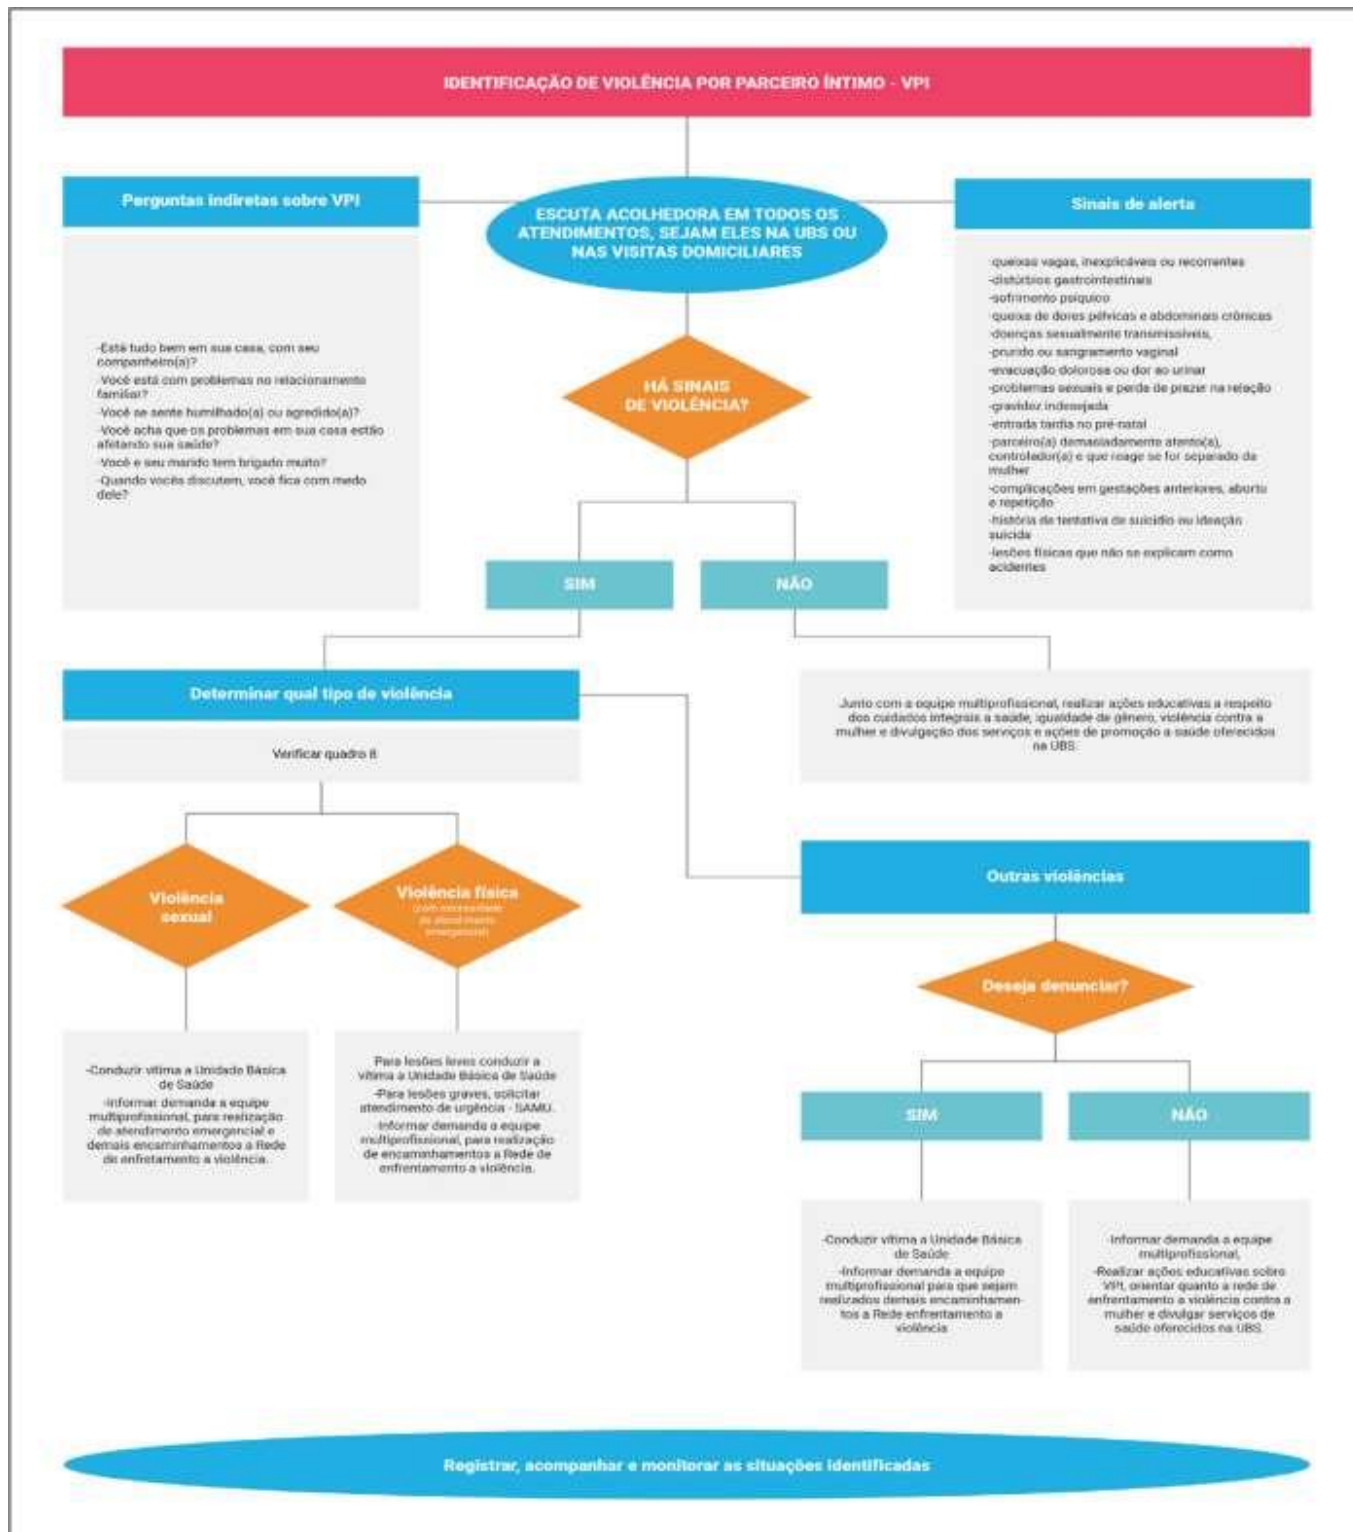 IDENTIFICAÇÃO DE VIOLÊNCIA POR PARCEIRO ÍNTIMO - VPI
Perguntas indiretas sobre VPI
-Está tudo bem em sua casa, com seu
companheiro(a)?
-Você está com problemas no relacionamento
familiar?
-Você se sente humilhado(a) ou agredido(a)?
-Você acha que os problemas em sua casa estão
afetando sua saúde?
-Você e seu marido tem brigado muito?
-Quando vocês discutem, você fica com medo
dele?
ESCUTA ACOLHEDORA EM TODOS OS
ATENDIMENTOS, SEJAM ELES NA UBS OU
NAS VISITAS DOMICILIARES
Sinais de alerta
-queixas vagas, inexplicáveis ou recorrentes
-distúrbios gastrointestinais
-sofrimento psíquico
-queixa de dores pélvicas e abdominais crônicas
-doenças sexualmente transmissíveis,
-prurido ou sangramento vaginal
-evacuação dolorosa ou dor ao urinar
-problemas sexuais e perda de prazer na relação
-gravidez indesejada
-entrada tardia no pré-natal
-parceiro(a) demasiadamente atento(a),
controlador(a) e que reage se for separado da
mulher
-complicações em gestações anteriores, aborto
e repetição
-história de tentativa de suicídio ou ideação
suicida
-lesões físicas que não se explicam como
acidentes
HÁ SINAIS
DE VIOLÊNCIA?
SIM
NÃO
Determinar qual tipo de violência
Verificar quadro 8
Junto com a equipe multiprofissional, realizar ações educativas a respeito
dos cuidados integrais a saúde, igualdade de gênero, violência contra a
mulher e divulgação dos serviços e ações de promoção a saúde oferecidos
na UBS.
Violência
sexual
Violência física
(com necessidade
de atendimento
emergencial)
Outras violências
Deseja denunciar?
-Conduzir vítima a Unidade Básica
de Saúde
-Informar demanda a equipe
multiprofissional, para realização
de atendimento emergencial e
demais encaminhamentos a Rede
de enfretamento a violência.
Para lesões leves conduzir a
vítima a Unidade Básica de Saúde
-Para lesões graves, solicitar
atendimento de urgência - SAMU.
-Informar demanda a equipe
multiprofissional, para realização
de encaminhamentos a Rede de
enfrentamento a violência.
SIM
NÃO
-Conduzir vítima a Unidade Básica
de Saúde
-Informar demanda a equipe
multiprofissional para que sejam
realizados demais encaminhamen-
tos a Rede enfrentamento a
violência
-Informar demanda a equipe
multiprofissional,
-Realizar ações educativas sobre
VPI, orientar quanto a rede de
enfrentamento a violência contra a
mulher e divulgar serviços de
saúde oferecidos na UBS.
Registrar, acompanhar e monitorar as situações identificadas